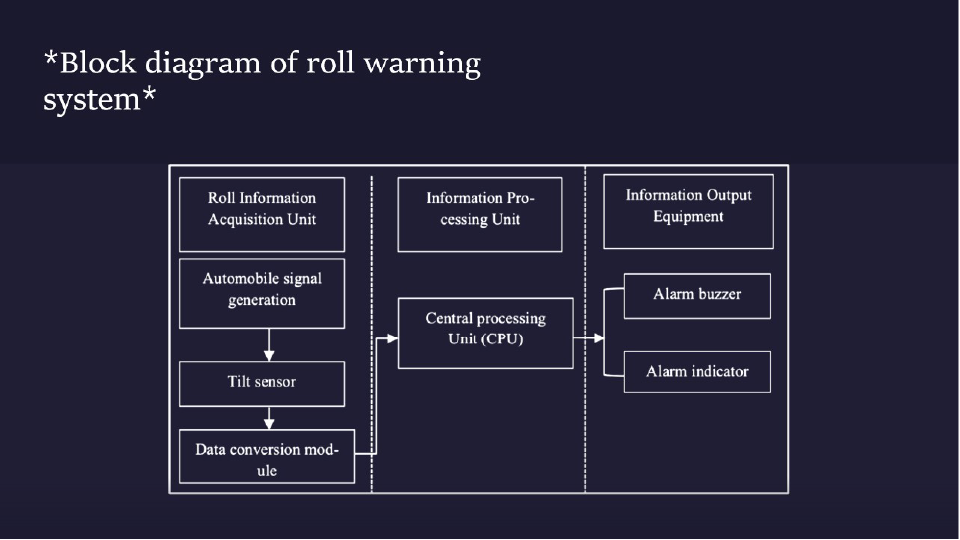 *Block diagram of roll warning
system*
Roll Information
Acquisition Unit
Automobile signal
generation
Tilt sensor
Data conversion mod-
ule
Information Pro-
cessing Unit
Central processing
Unit (CPU)
Information Output
Equipment
Alarm buzzer
Alarm indicator